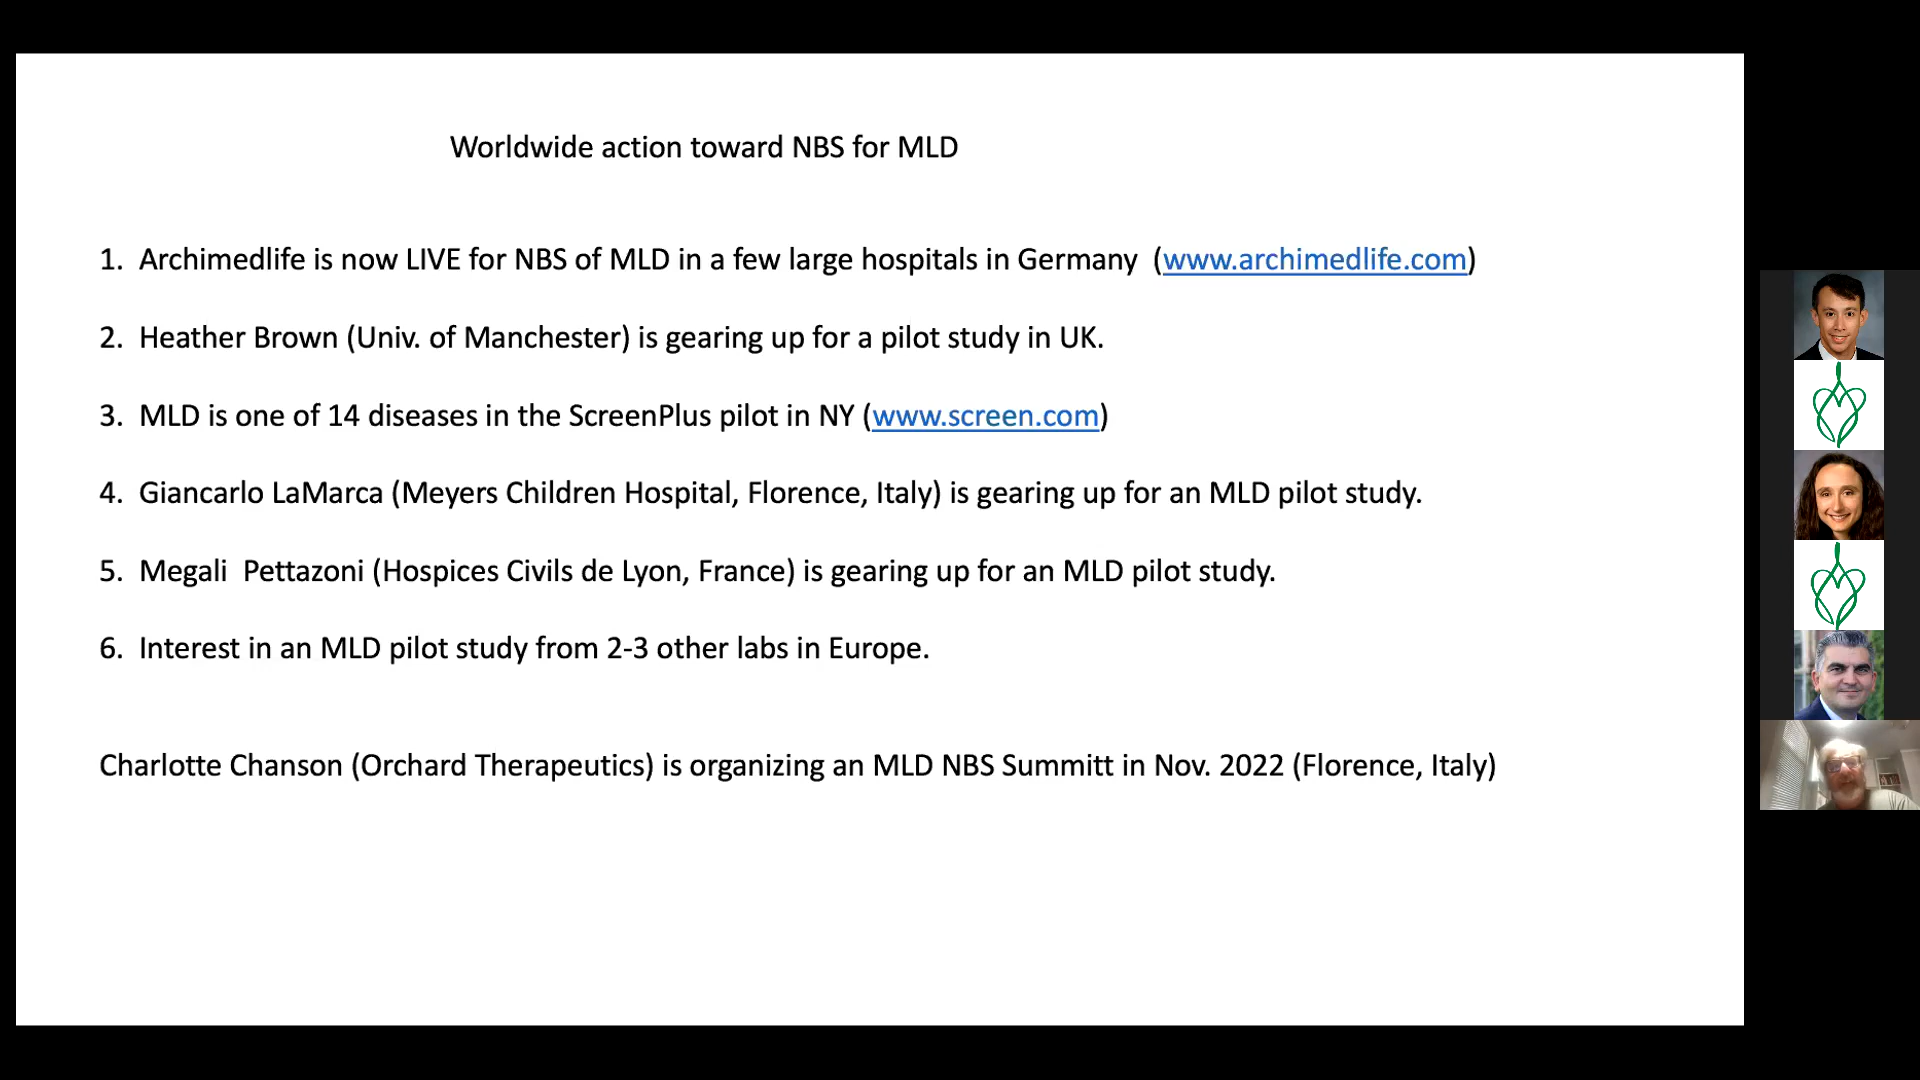 Worldwide action toward NBS for MLD
1. Archimedlife is now LIVE for NBS of MLD in a few large hospitals in Germany (www.archimedlife.com)
2. Heather Brown (Univ. of Manchester) is gearing up for a pilot study in UK.
3. MLD is one of 14 diseases in the ScreenPlus pilot in NY (www.screen.com)
4. Giancarlo LaMarca (Meyers Children Hospital, Florence, Italy) is gearing up for an MLD pilot study.
5. Megali Pettazoni (Hospices Civils de Lyon, France) is gearing up for an MLD pilot study.
6. Interest in an MLD pilot study from 2-3 other labs in Europe.
Charlotte Chanson (Orchard Therapeutics) is organizing an MLD NBS Summitt in Nov. 2022 (Florence, Italy)